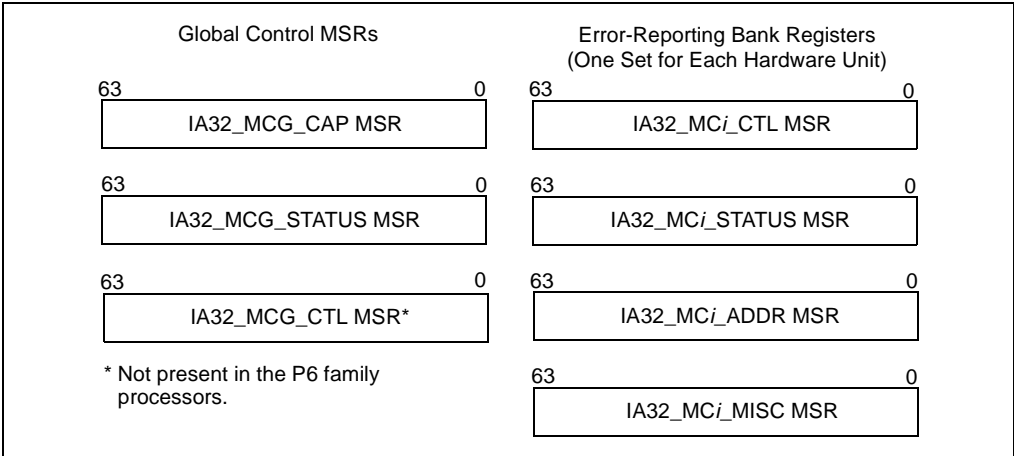 Global Control MSRs
63 0
IA32_MCG_CAP MSR
63 0
IA32_MCG_STATUS MSR
63 0
IA32_MCG_CTL MSR*
* Not present in the P6 family
processors.
Error-Reporting Bank Registers
(One Set for Each Hardware Unit)
63 0
IA32_MCi_CTL MSR
63 0
IA32_MCi_STATUS MSR
63 0
IA32_MCi_ADDR MSR
63 0
IA32_MCi_MISC MSR